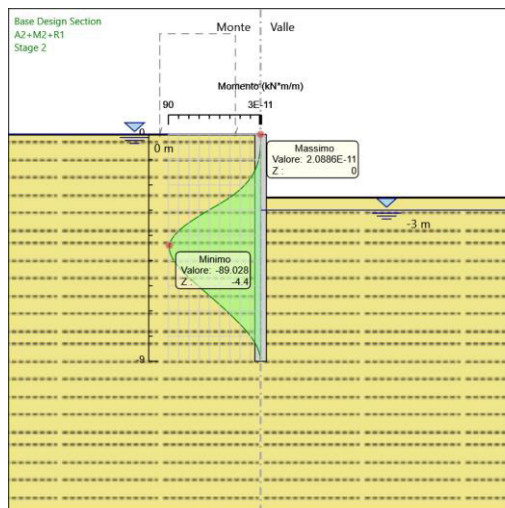 Base Design Section
A2+M2+R1
Stage 2
Monte
Valle
Momento (kN*m/m)
90
3E-11
0
0 m
Massimo
Valore: 2.0886E-11
Z : 0
-3 m
Minimo
Valore: -89.028
Z : -4.4
-9